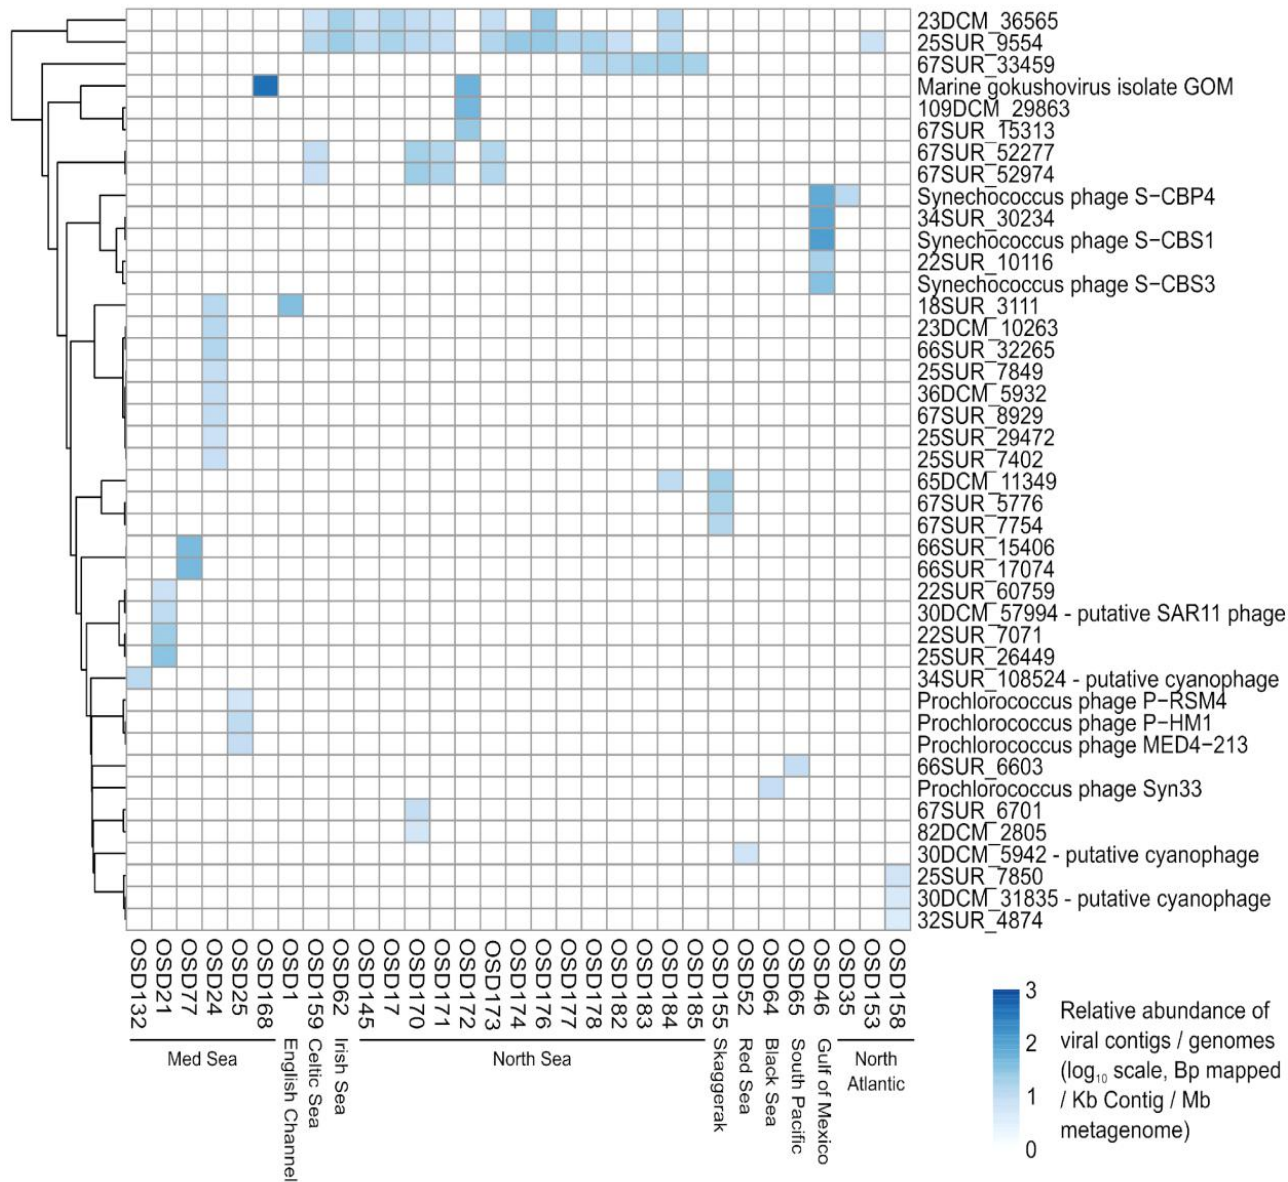 23DCM_36565
25SUR_9554
67SUR_33459
Marine gokushovirus isolate GOM
109DCM_29863
67SUR_15313
67SUR_52277
67SUR_52974
Synechococcus phage S−CBP4
34SUR_30234
Synechococcus phage S−CBS1
22SUR_10116
Synechococcus phage S−CBS3
18SUR_3111
23DCM_10263
66SUR_32265
25SUR_7849
36DCM_5932
67SUR_8929
25SUR_29472
25SUR_7402
65DCM_11349
67SUR_5776
67SUR_7754
66SUR_15406
66SUR_17074
22SUR_60759
30DCM_57994 - putative SAR11 phage
22SUR_7071
25SUR_26449
34SUR_108524 - putative cyanophage
Prochlorococcus phage P−RSM4
Prochlorococcus phage P−HM1
Prochlorococcus phage MED4−213
66SUR_6603
Prochlorococcus phage Syn33
67SUR_6701
82DCM_2805
30DCM_5942 - putative cyanophage
25SUR_7850
30DCM_31835 - putative cyanophage
32SUR_4874
OSD132
OSD21
OSD77
OSD24
OSD25
OSD168
OSD1
OSD159
OSD62
OSD145
OSD17
OSD170
OSD171
OSD172
OSD173
OSD174
OSD176
OSD177
OSD178
OSD182
OSD183
OSD184
OSD185
OSD155
OSD52
OSD64
OSD65
OSD46
OSD35
OSD153
OSD158
Med Sea
English Channel
Celtic Sea
Irish Sea
North Sea
Skaggerak
Red Sea
Black Sea
South Pacific
Gulf of Mexico
North
Atlantic
3
2
1
0
Relative abundance of
viral contigs / genomes
(log₁₀ scale, Bp mapped
/ Kb Contig / Mb
metagenome)